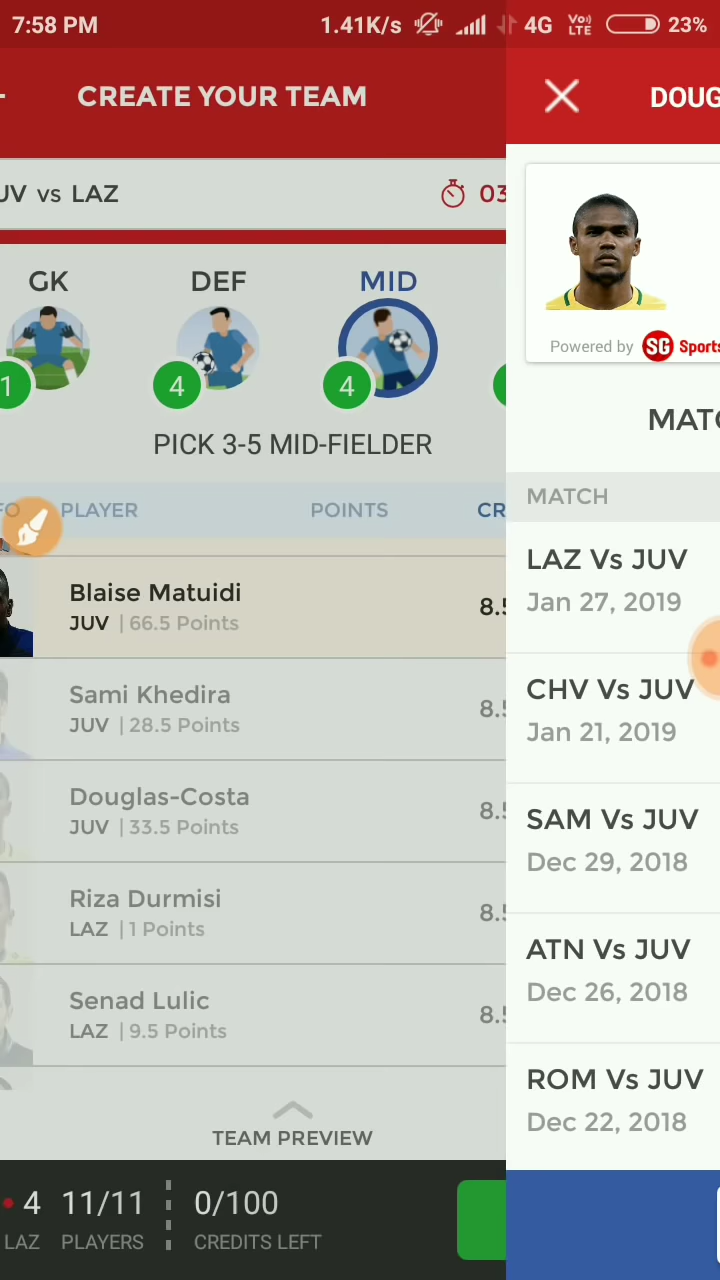 7:58 PM 1.41K/s 4G Vo) LTE 23%
CREATE YOUR TEAM
UV vs LAZ 03
GK DEF MID
1 4 4
PICK 3-5 MID-FIELDER
FO PLAYER POINTS CR
Blaise Matuidi 8.5
JUV | 66.5 Points
Sami Khedira 8.5
JUV | 28.5 Points
Douglas-Costa 8.5
JUV | 33.5 Points
Riza Durmisi 8.5
LAZ | 1 Points
Senad Lulic 8.5
LAZ | 9.5 Points
TEAM PREVIEW
4 11/11 0/100
LAZ PLAYERS CREDITS LEFT
DOUG
Powered by SG Sports
MATC
MATCH
LAZ Vs JUV
Jan 27, 2019
CHV Vs JUV
Jan 21, 2019
SAM Vs JUV
Dec 29, 2018
ATN Vs JUV
Dec 26, 2018
ROM Vs JUV
Dec 22, 2018